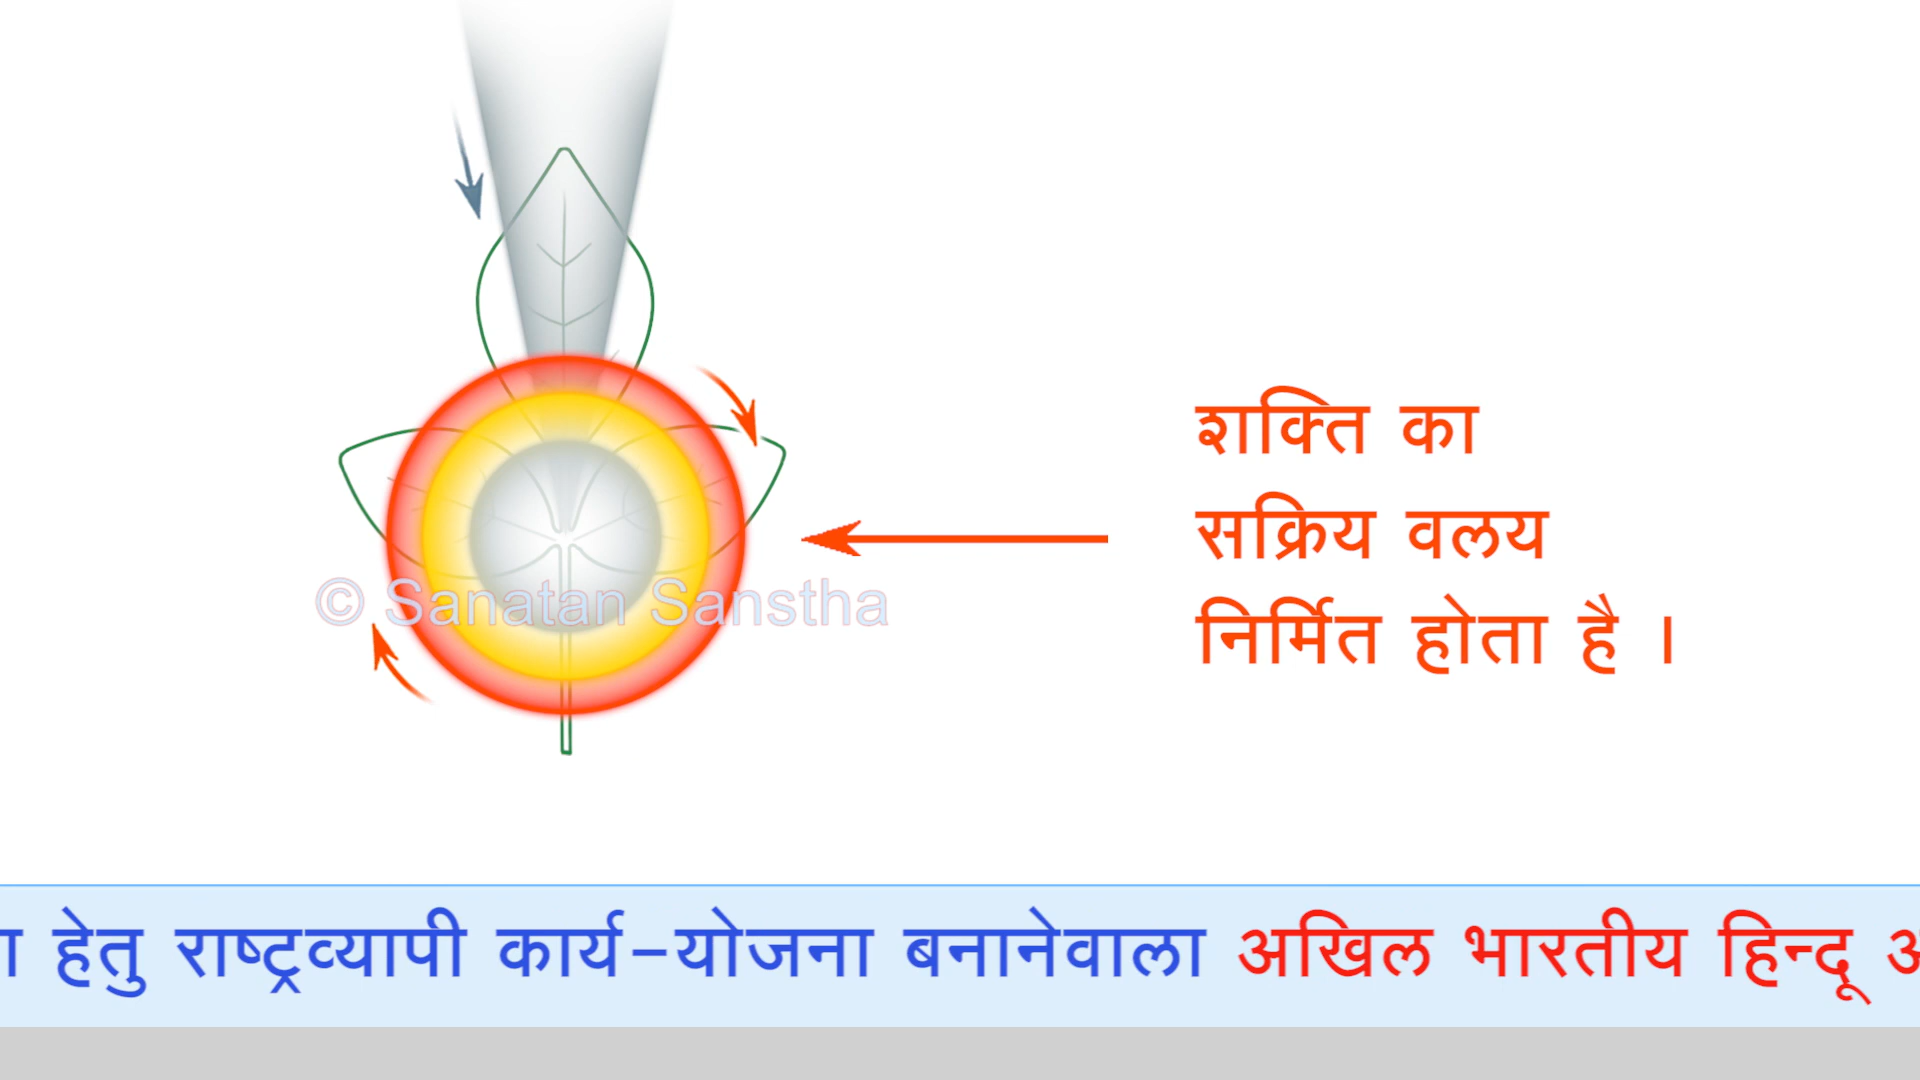 शक्ति का
सक्रिय वलय
निर्मित होता है ।
© Sanatan Sanstha
हेतु राष्ट्रव्यापी कार्य-योजना बनानेवाला अखिल भारतीय हिन्दू